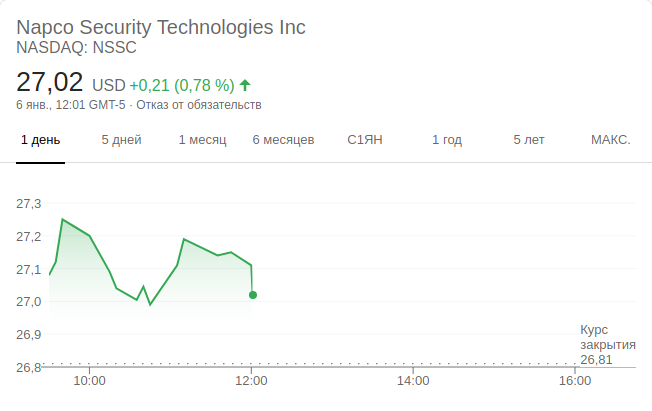 Napco Security Technologies Inc
NASDAQ: NSSC
27,02 USD +0,21 (0,78 %)
6 янв., 12:01 GMT-5 · Отказ от обязательств
1 день 5 дней 1 месяц 6 месяцев С1ЯН 1 год 5 лет МАКС.
27,3
27,2
27,1
27,0
26,9
26,8
Курс
закрытия
26,81
10:00 12:00 14:00 16:00